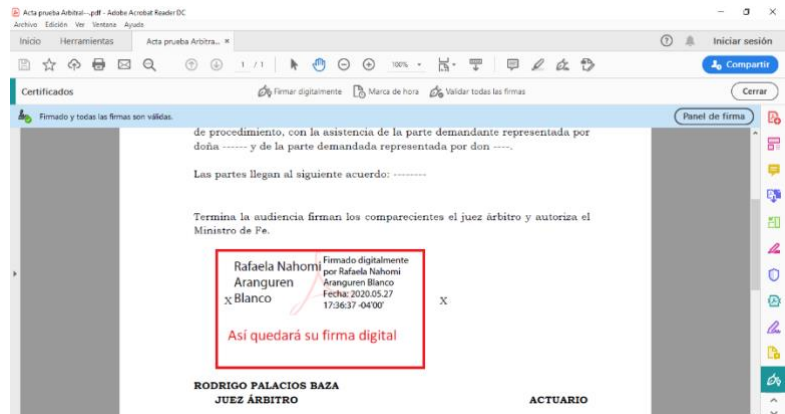 Acta prueba Arbitral---.pdf - Adobe Acrobat Reader DC
Archivo Edición Ver Ventana Ayuda
Inicio Herramientas Acta prueba Arbitra... × Iniciar sesión
1 / 1 100% Compartir
Certificados Firmar digitalmente Marca de hora Validar todas las firmas Cerrar
Firmado y todas las firmas son válidas. Panel de firma
de procedimiento, con la asistencia de la parte demandante representada por
doña ------ y de la parte demandada representada por don ----.
Las partes llegan al siguiente acuerdo: --------
Termina la audiencia firman los comparecientes el juez árbitro y autoriza el
Ministro de Fe.
Rafaela Nahomi
Aranguren
x Blanco
Firmado digitalmente
por Rafaela Nahomi
Aranguren Blanco
Fecha: 2020.05.27
17:36:37 -04'00'
x
Así quedará su firma digital
RODRIGO PALACIOS BAZA
JUEZ ÁRBITRO ACTUARIO